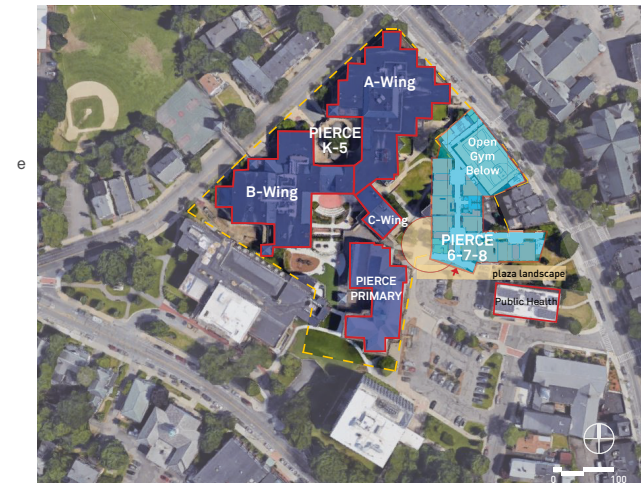 A-Wing
PIERCE
K-5
Open
Gym
Below
e
B-Wing
C-Wing
PIERCE
6-7-8
PIERCE
PRIMARY
plaza landscape
Public Health
0 100